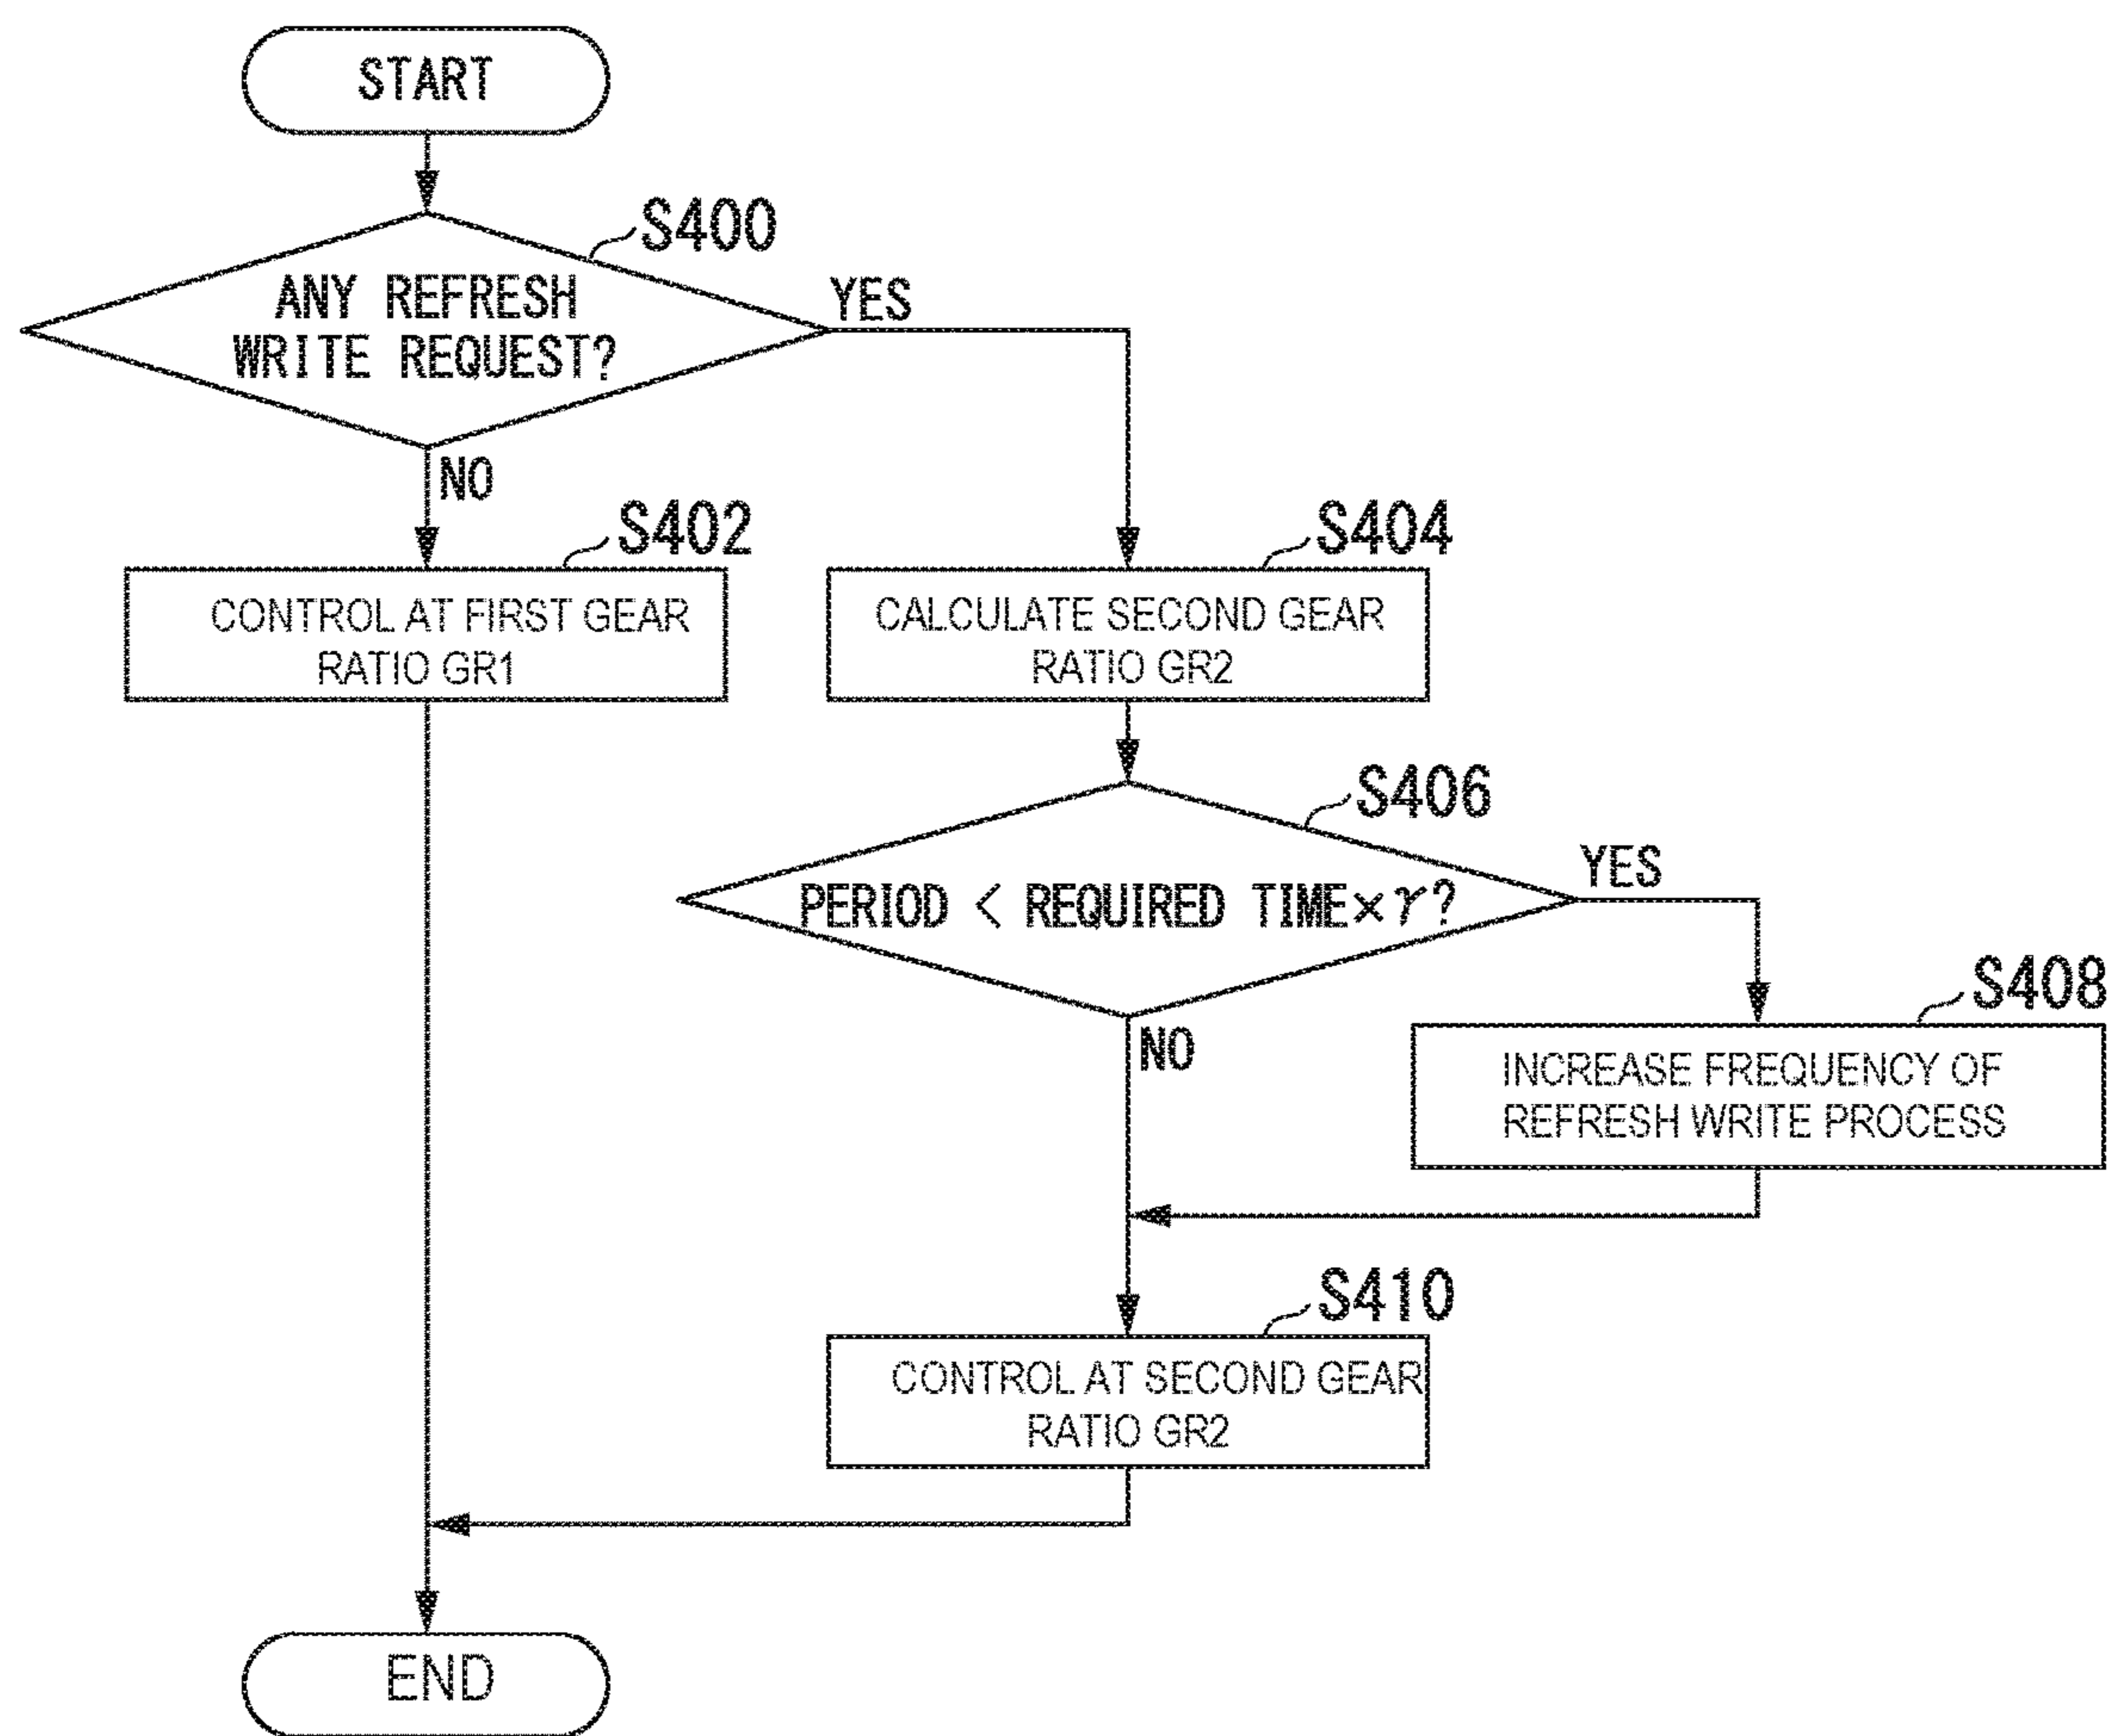 START
S400
ANY REFRESH
WRITE REQUEST?
YES
NO
S402
CONTROL AT FIRST GEAR
RATIO GR1
S404
CALCULATE SECOND GEAR
RATIO GR2
S406
PERIOD < REQUIRED TIME×γ?
YES
NO
S408
INCREASE FREQUENCY OF
REFRESH WRITE PROCESS
S410
CONTROL AT SECOND GEAR
RATIO GR2
END